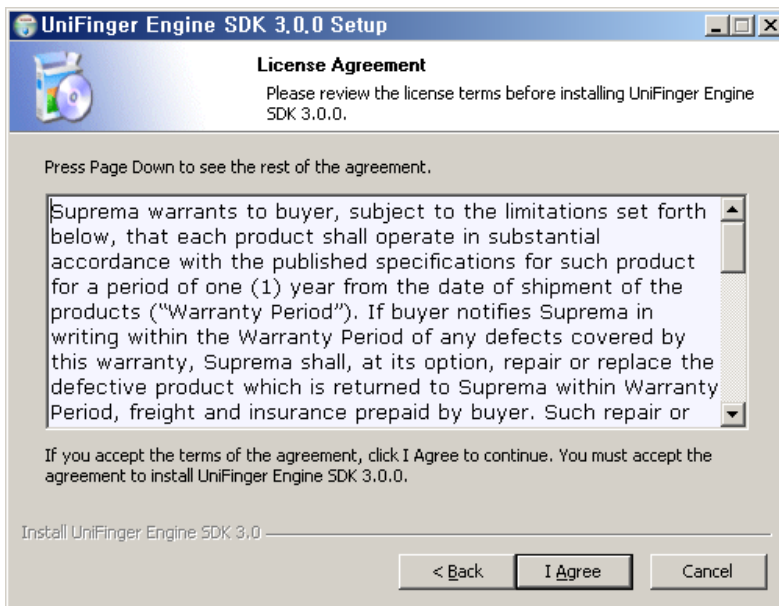 UniFinger Engine SDK 3.0.0 Setup
License Agreement
Please review the license terms before installing UniFinger Engine
SDK 3.0.0.
Press Page Down to see the rest of the agreement.
Suprema warrants to buyer, subject to the limitations set forth
below, that each product shall operate in substantial
accordance with the published specifications for such product
for a period of one (1) year from the date of shipment of the
products (“Warranty Period”). If buyer notifies Suprema in
writing within the Warranty Period of any defects covered by
this warranty, Suprema shall, at its option, repair or replace the
defective product which is returned to Suprema within Warranty
Period, freight and insurance prepaid by buyer. Such repair or
If you accept the terms of the agreement, click I Agree to continue. You must accept the
agreement to install UniFinger Engine SDK 3.0.0.
Install UniFinger Engine SDK 3.0
< Back
I Agree
Cancel